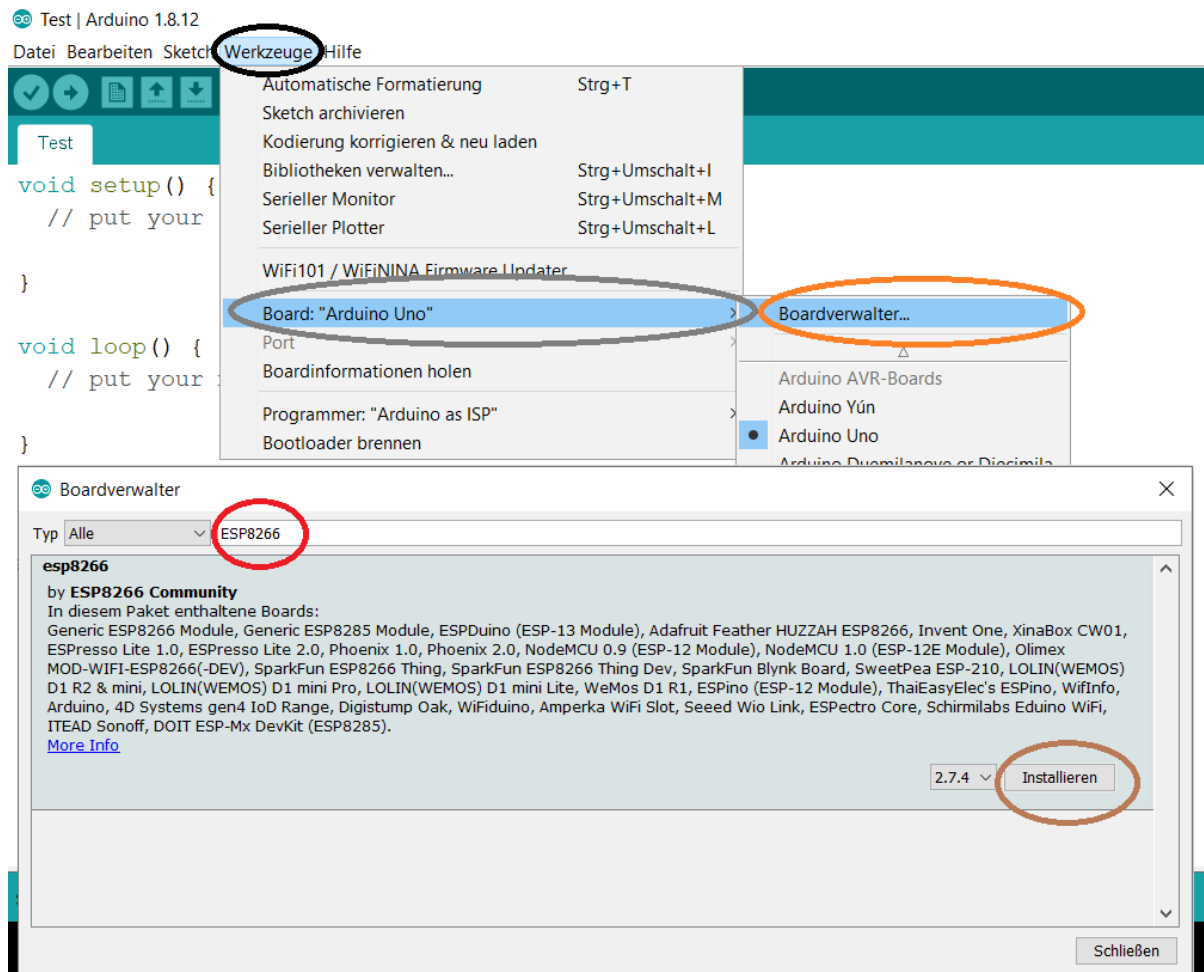 Test | Arduino 1.8.12
Datei Bearbeiten Sketch Werkzeuge Hilfe
Automatische Formatierung Strg+T
Sketch archivieren
Kodierung korrigieren & neu laden
Bibliotheken verwalten... Strg+Umschalt+I
Serieller Monitor Strg+Umschalt+M
Serieller Plotter Strg+Umschalt+L
WiFi101 / WiFiNINA Firmware Updater
Board: "Arduino Uno"
Port
Boardinformationen holen
Programmer: "Arduino as ISP"
Bootloader brennen
Boardverwalter...
Arduino AVR-Boards
Arduino Yún
Arduino Uno
Arduino Duemilanove or Diecimila
Test
void setup() {
// put your
}
void loop() {
// put your
}
Boardverwalter
Typ Alle ESP8266
esp8266
by ESP8266 Community
In diesem Paket enthaltene Boards:
Generic ESP8266 Module, Generic ESP8285 Module, ESPDuino (ESP-13 Module), Adafruit Feather HUZZAH ESP8266, Invent One, XinaBox CW01,
ESPresso Lite 1.0, ESPresso Lite 2.0, Phoenix 1.0, Phoenix 2.0, NodeMCU 0.9 (ESP-12 Module), NodeMCU 1.0 (ESP-12E Module), Olimex
MOD-WIFI-ESP8266(-DEV), SparkFun ESP8266 Thing, SparkFun ESP8266 Thing Dev, SparkFun Blynk Board, SweetPea ESP-210, LOLIN(WEMOS)
D1 R2 & mini, LOLIN(WEMOS) D1 mini Pro, LOLIN(WEMOS) D1 mini Lite, WeMos D1 R1, ESPino (ESP-12 Module), ThaiEasyElec's ESPino, WifInfo,
Arduino, 4D Systems gen4 IoD Range, Digistump Oak, WiFiduino, Amperka WiFi Slot, Seeed Wio Link, ESPectro Core, Schirmilabs Eduino WiFi,
ITEAD Sonoff, DOIT ESP-Mx DevKit (ESP8285).
More Info
2.7.4 Installieren
Schließen